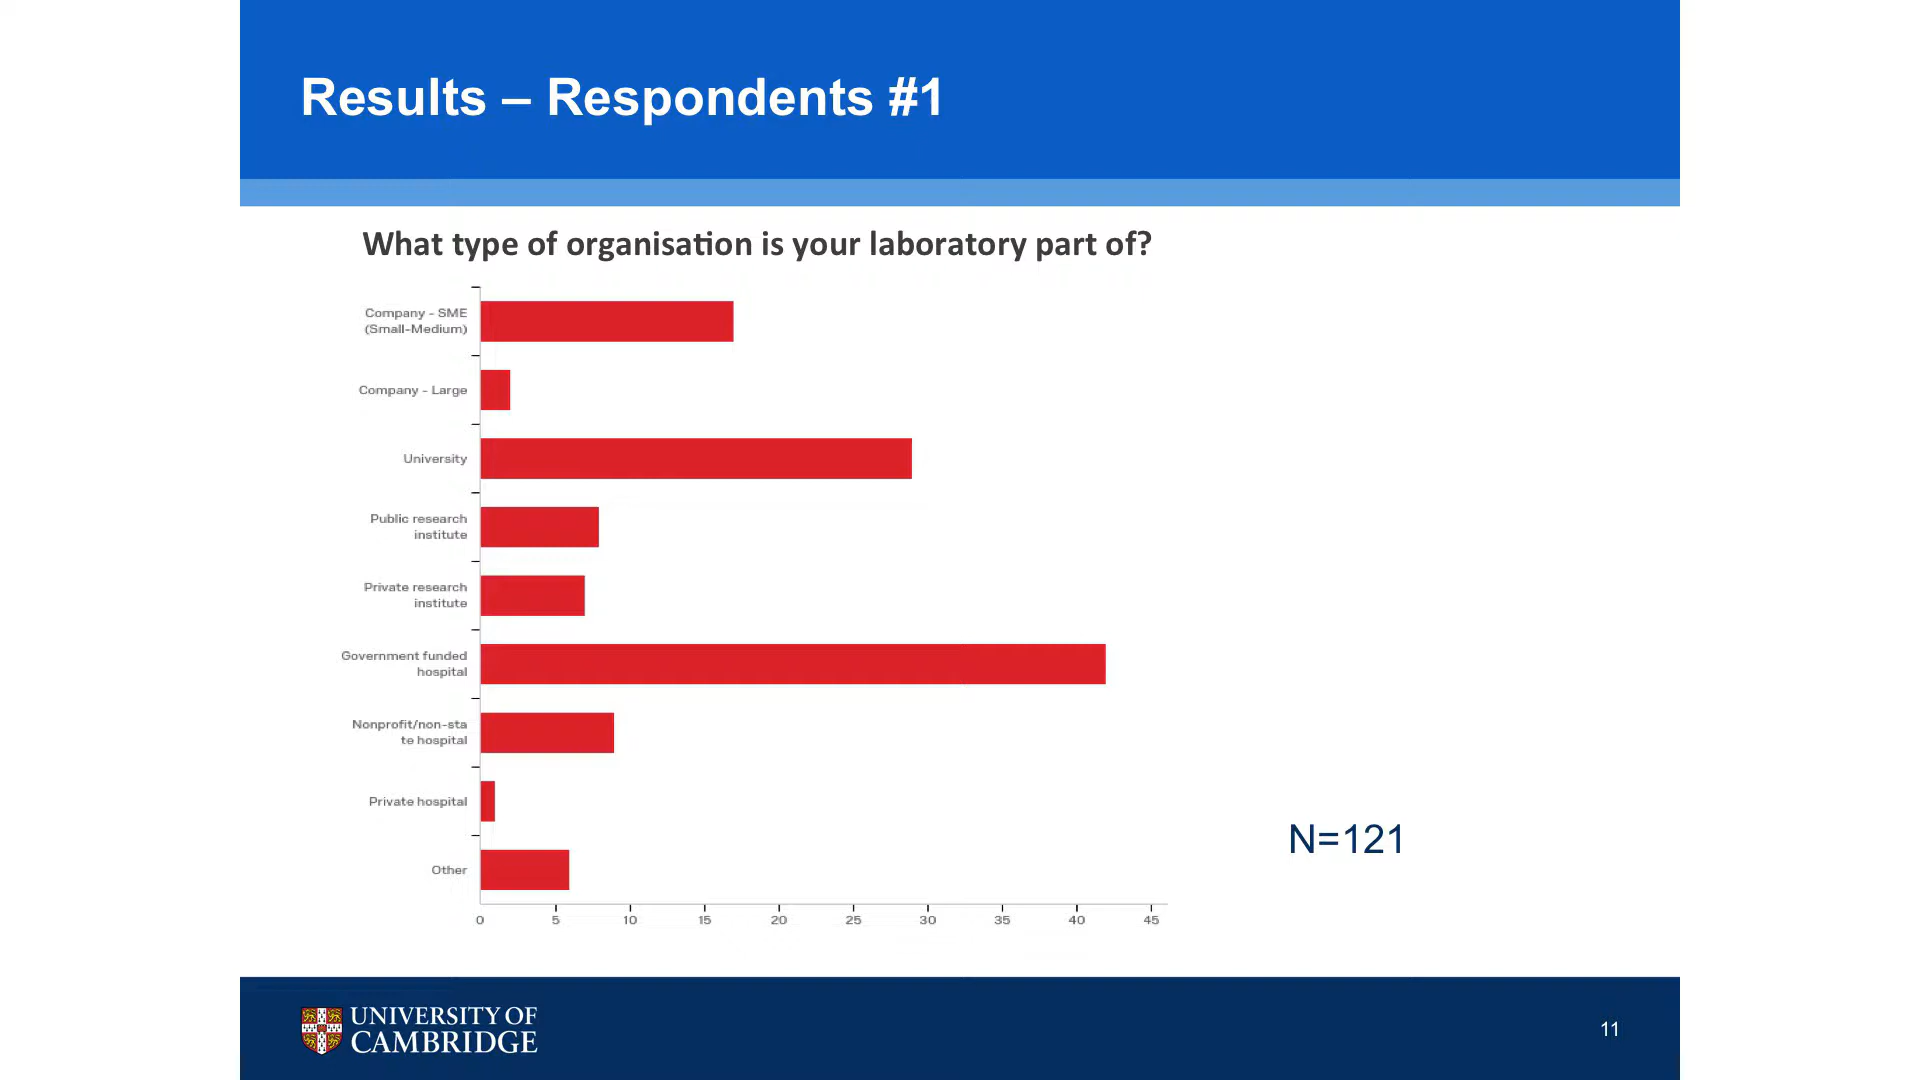 Results – Respondents #1
What type of organisation is your laboratory part of?
Company - SME
(Small-Medium)
Company - Large
University
Public research
institute
Private research
institute
Government funded
hospital
Nonprofit/non-sta
te hospital
Private hospital
Other
0 5 10 15 20 25 30 35 40 45
N=121
UNIVERSITY OF
CAMBRIDGE
11